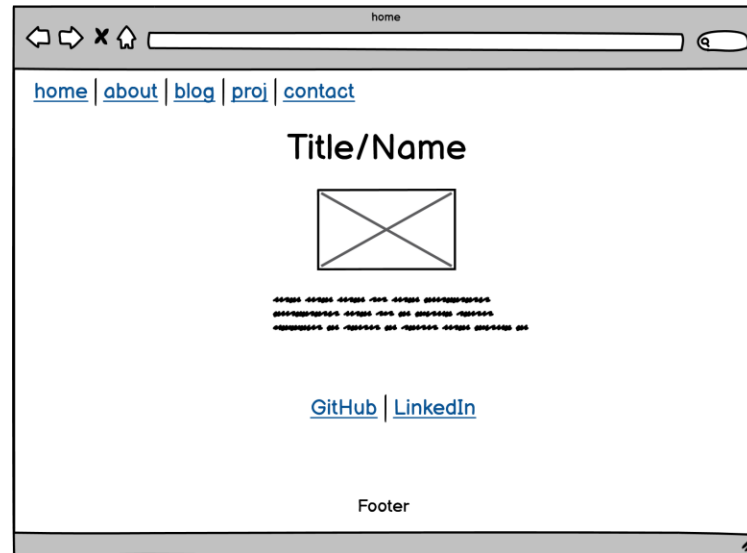 home
home | about | blog | proj | contact
Title/Name
GitHub | LinkedIn
Footer